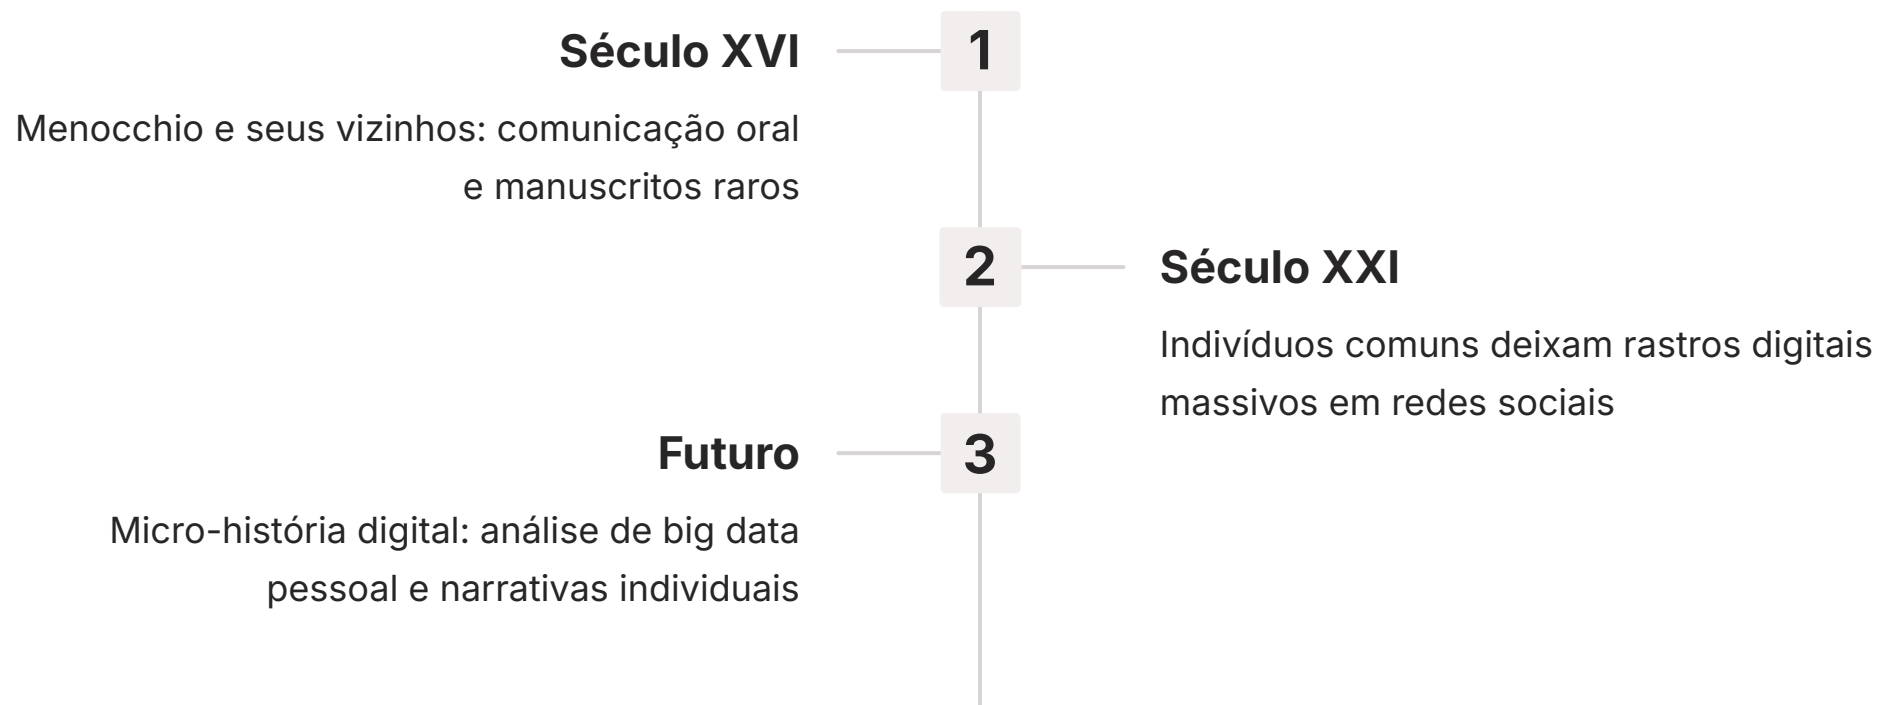 Século XVI
1
Menocchio e seus vizinhos: comunicação oral
e manuscritos raros
2
Século XXI
Indivíduos comuns deixam rastros digitais
massivos em redes sociais
Futuro
3
Micro-história digital: análise de big data
pessoal e narrativas individuais